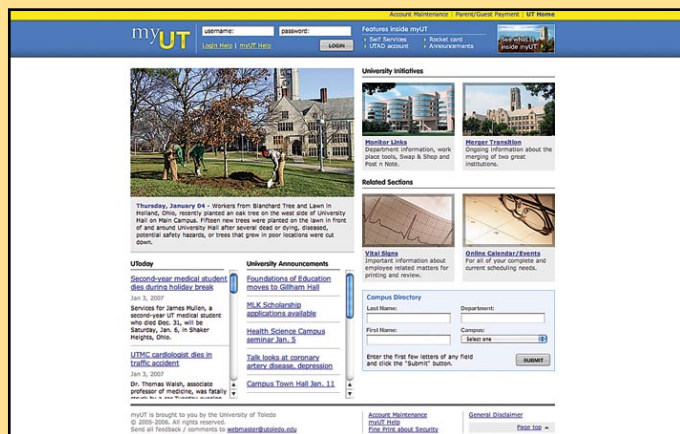 Account Maintenance | Parent/Guest Payment | UT Home
myUT
username:
password:
Login Help | myUT Help
LOGIN
Features inside myUT
› Self Services
› Rocket card
› UTAD account
› Announcements
See what is
inside myUT
Thursday, January 04 - Workers from Blanchard Tree and Lawn in
Holland, Ohio, recently planted an oak tree on the west side of University
Hall on Main Campus. Fifteen new trees were planted on the lawn in front
of and around University Hall after several dead or dying, diseased,
potential safety hazards, or trees that grew in poor locations were cut
down.
UToday
Second-year medical student
dies during holiday break
Jan 3, 2007
Services for James Mullen, a
second-year UT medical student
who died Dec. 31, will be
Saturday, Jan. 6, in Shaker
Heights, Ohio.
UTMC cardiologist dies in
traffic accident
Jan 3, 2007
Dr. Thomas Walsh, associate
professor of medicine, was fatally
struck by a car Tuesday evening
University Announcements
Foundations of Education
moves to Gillham Hall
MLK Scholarship
applications available
Health Science Campus
seminar Jan. 5
Talk looks at coronary
artery disease, depression
Campus Town Hall Jan. 11
University Initiatives
Monitor Links
Department information, work
place tools, Swap & Shop and
Post n Note.
Merger Transition
Ongoing information about the
merging of two great
institutions.
Related Sections
Vital Signs
Important information about
employee related matters for
printing and review.
Online Calendar/Events
For all of your complete and
current scheduling needs.
Campus Directory
Last Name:
Department:
First Name:
Campus:
Select one
Enter the first few letters of any field
and click the "Submit" button.
SUBMIT
myUT is brought to you by the University of Toledo
© 2005-2006. All rights reserved.
Send all feedback / comments to webmaster@utoledo.edu
Account Maintenance
myUT Help
Fine Print about Security
General Disclaimer
Page top